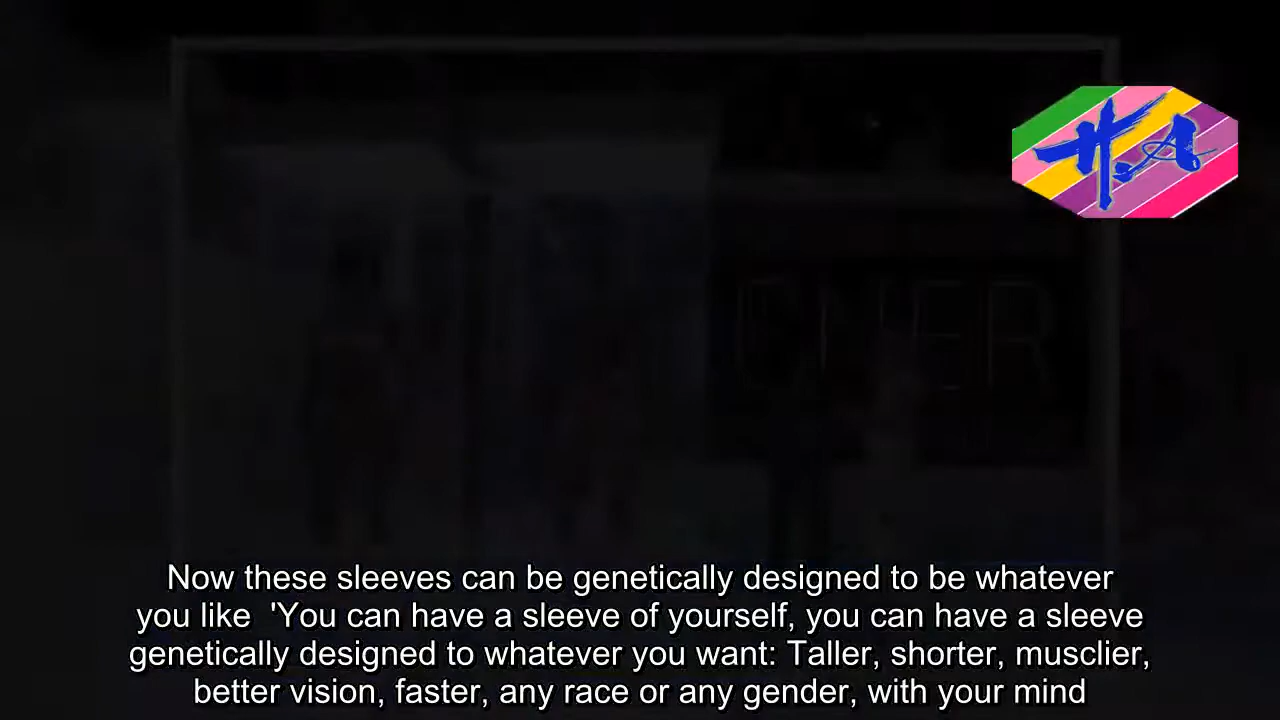 H.A
Now these sleeves can be genetically designed to be whatever
you like  'You can have a sleeve of yourself, you can have a sleeve
genetically designed to whatever you want: Taller, shorter, musclier,
better vision, faster, any race or any gender, with your mind